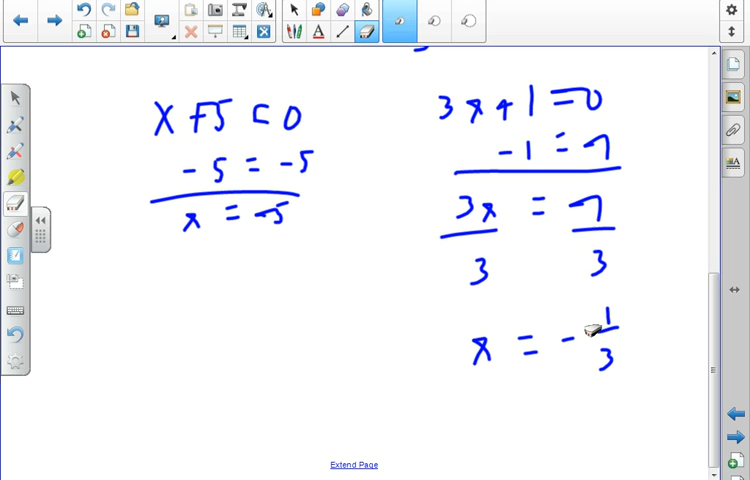 x + 5 = 0
- 5 = -5
x = -5
3x + 1 = 0
- 1 = -1
3x = -1
3 3
x = - 1/3
Extend Page